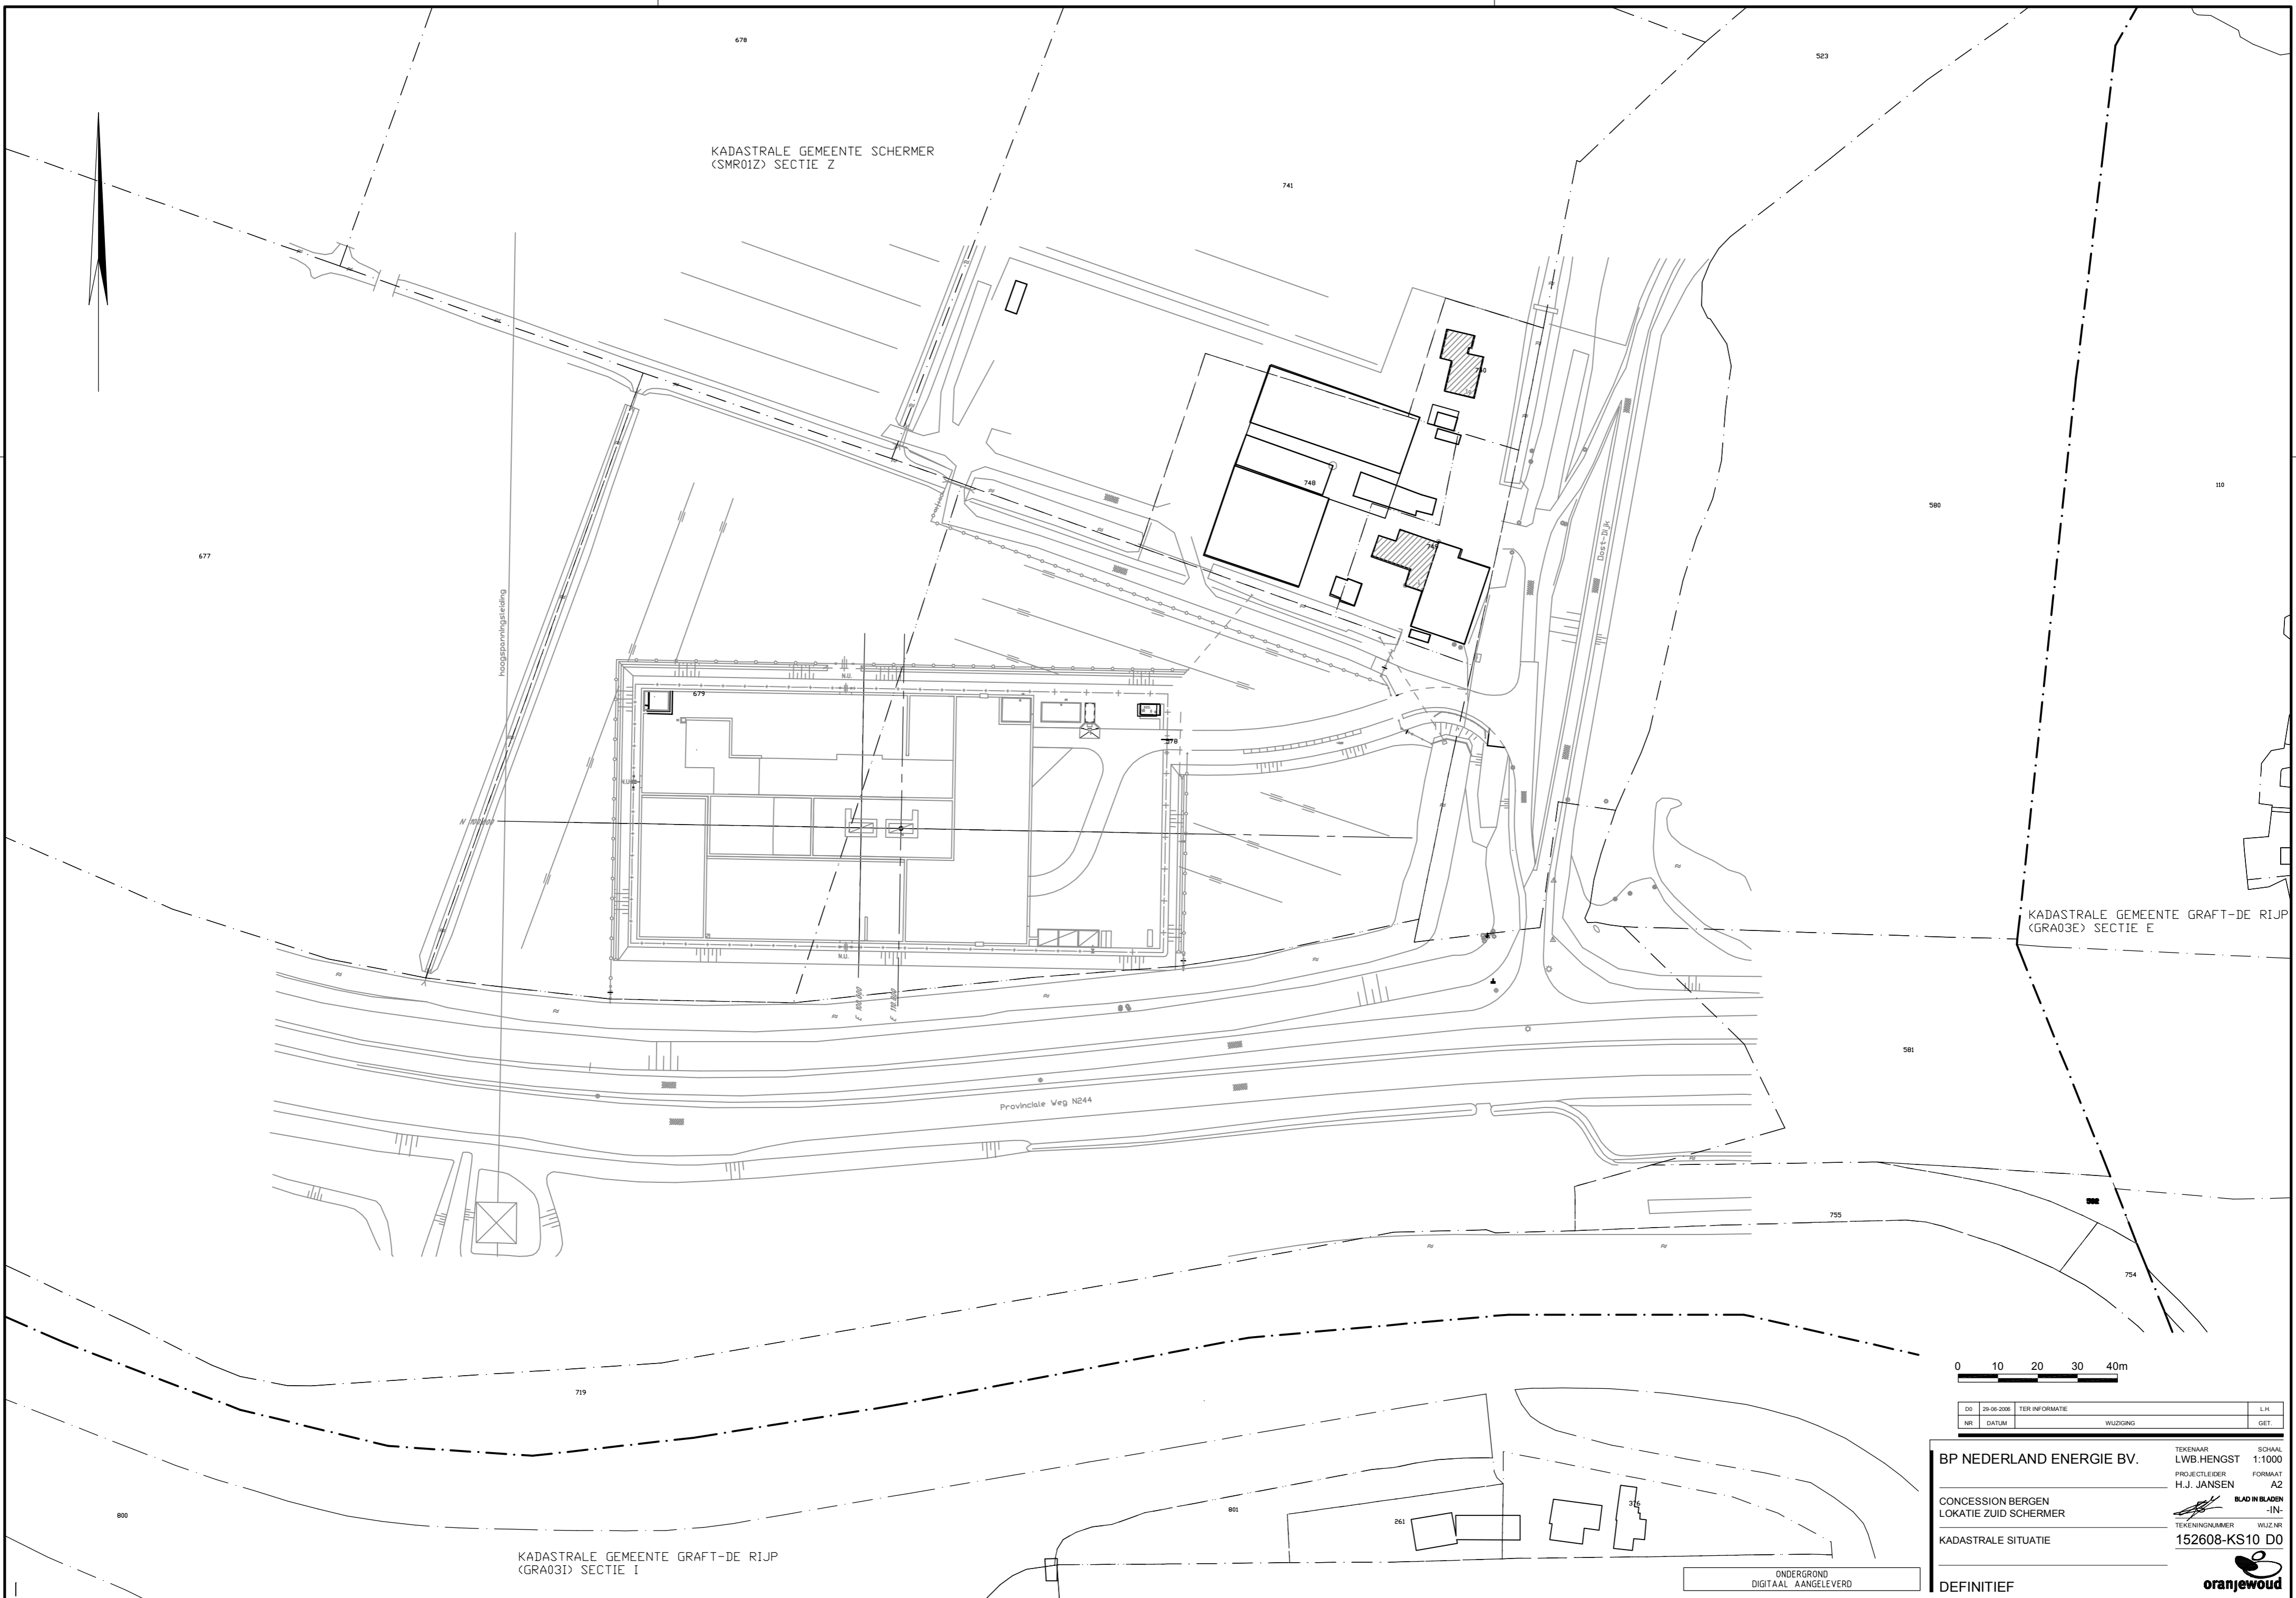 678
523
KADASTRALE GEMEENTE SCHERMER
(SMR01Z) SECTIE Z
741
748
749
580
110
677
hoogspanningsleiding
Oost-Dijk
679
N.U.
N.U.
N.U.
KADASTRALE GEMEENTE GRAFT-DE RIJP
(GRA03E) SECTIE E
581
Provinciale Weg N244
755
754
719
800
801
261
376
KADASTRALE GEMEENTE GRAFT-DE RIJP
(GRA03I) SECTIE I
0 10 20 30 40m
D0 29-06-2006 TER INFORMATIE L.H.
NR DATUM WIJZIGING GET.
BP NEDERLAND ENERGIE BV.
TEKENAAR SCHAAL
LWB.HENGST 1:1000
PROJECTLEIDER FORMAAT
H.J. JANSEN A2
CONCESSION BERGEN
LOKATIE ZUID SCHERMER
BLAD IN BLADEN
-IN-
TEKENINGNUMMER WIJZ.NR
KADASTRALE SITUATIE
152608-KS10 D0
DEFINITIEF
oranjewoud
ONDERGROND
DIGITAAL AANGELEVERD